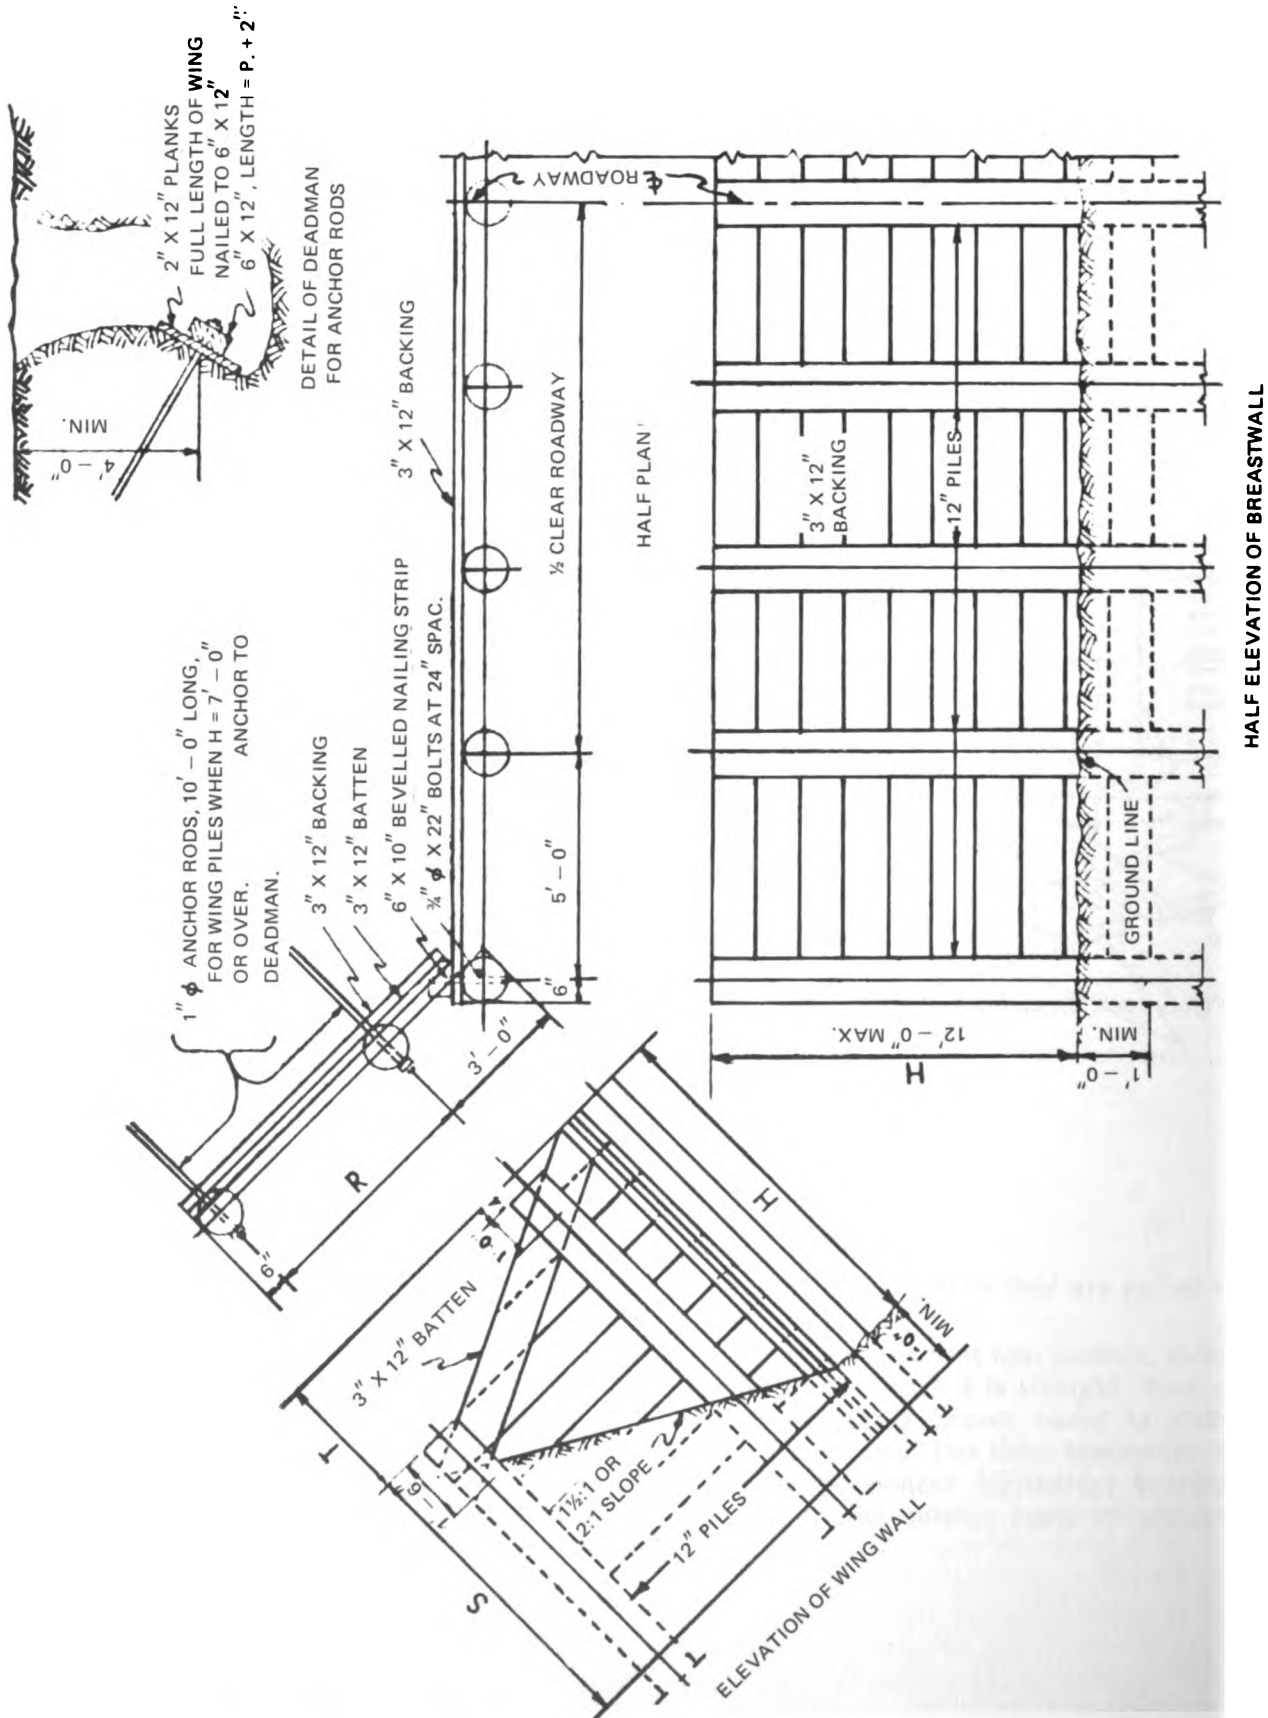 2" X 12" PLANKS
FULL LENGTH OF WING
NAILED TO 6" X 12"
6" X 12", LENGTH = P. + 2"
4' – 0"
MIN.
DETAIL OF DEADMAN
FOR ANCHOR RODS
1" ϕ ANCHOR RODS, 10' – 0" LONG,
FOR WING PILES WHEN H = 7' – 0"
OR OVER. ANCHOR TO
DEADMAN.
3" X 12" BACKING
3" X 12" BATTEN
6" X 10" BEVELLED NAILING STRIP
¾" ϕ X 22" BOLTS AT 24" SPAC.
3" X 12" BACKING
6"
R
3' – 0"
6"
5' – 0"
½ CLEAR ROADWAY
HALF PLAN
℄ ROADWAY
3" X 12"
BACKING
12" PILES
GROUND LINE
H
12' – 0" MAX.
1' – 0"
MIN.
HALF ELEVATION OF BREASTWALL
3" X 12" BATTEN
1'-0"
T
1' – 6"
S
H
1'-0"
MIN.
1½:1 OR
2:1 SLOPE
12" PILES
ELEVATION OF WING WALL